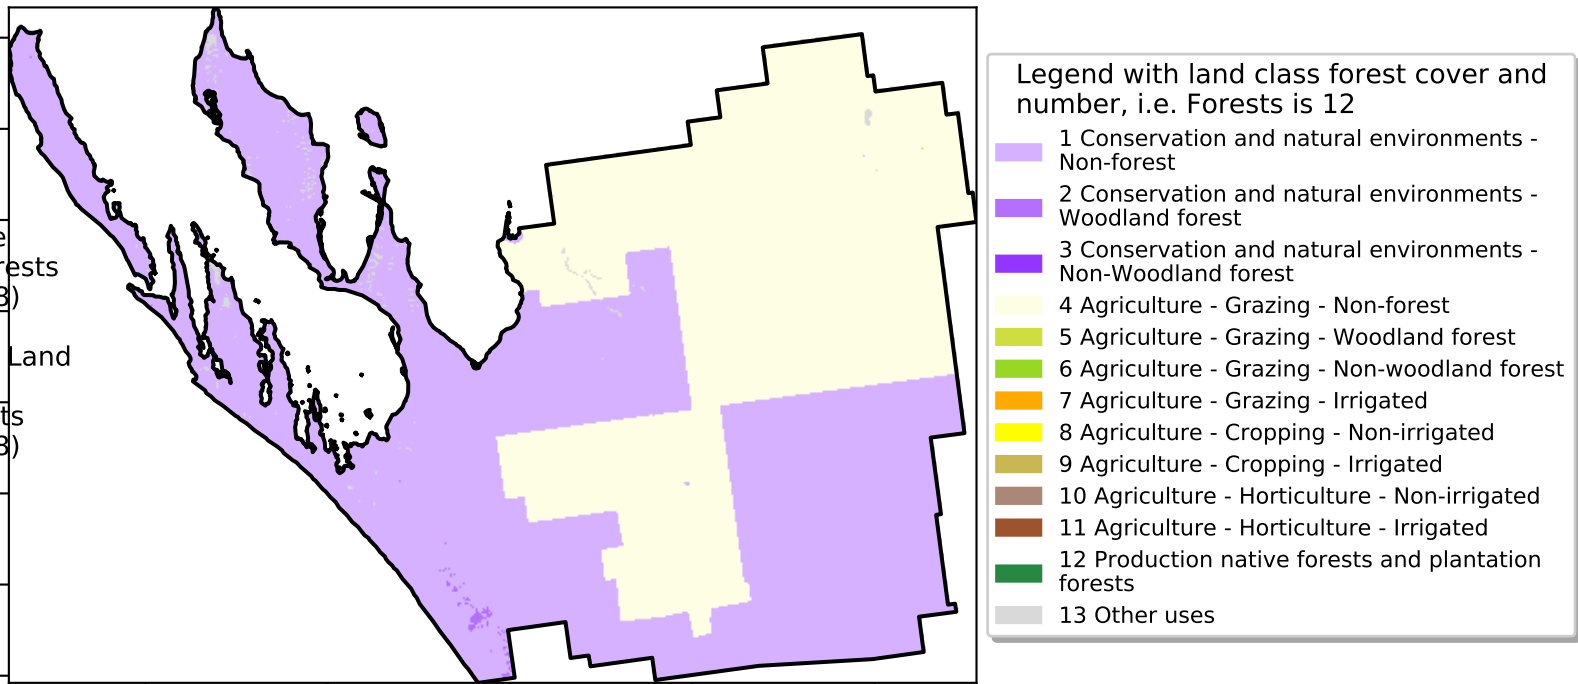 Legend with land class forest cover and
number, i.e. Forests is 12
1 Conservation and natural environments -
Non-forest
2 Conservation and natural environments -
Woodland forest
3 Conservation and natural environments -
Non-Woodland forest
4 Agriculture - Grazing - Non-forest
5 Agriculture - Grazing - Woodland forest
6 Agriculture - Grazing - Non-woodland forest
7 Agriculture - Grazing - Irrigated
8 Agriculture - Cropping - Non-irrigated
9 Agriculture - Cropping - Irrigated
10 Agriculture - Horticulture - Non-irrigated
11 Agriculture - Horticulture - Irrigated
12 Production native forests and plantation
forests
13 Other uses
rests
Land
ts